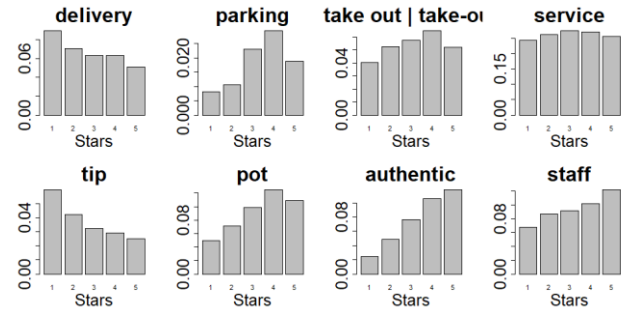 delivery
0.00 0.06
1 2 3 4 5
Stars
parking
0.000 0.020
1 2 3 4 5
Stars
take out | take-ou
0.00 0.04
1 2 3 4 5
Stars
service
0.00 0.15
1 2 3 4 5
Stars
tip
0.00 0.04
1 2 3 4 5
Stars
pot
0.00 0.08
1 2 3 4 5
Stars
authentic
0.00 0.08
1 2 3 4 5
Stars
staff
0.00 0.08
1 2 3 4 5
Stars